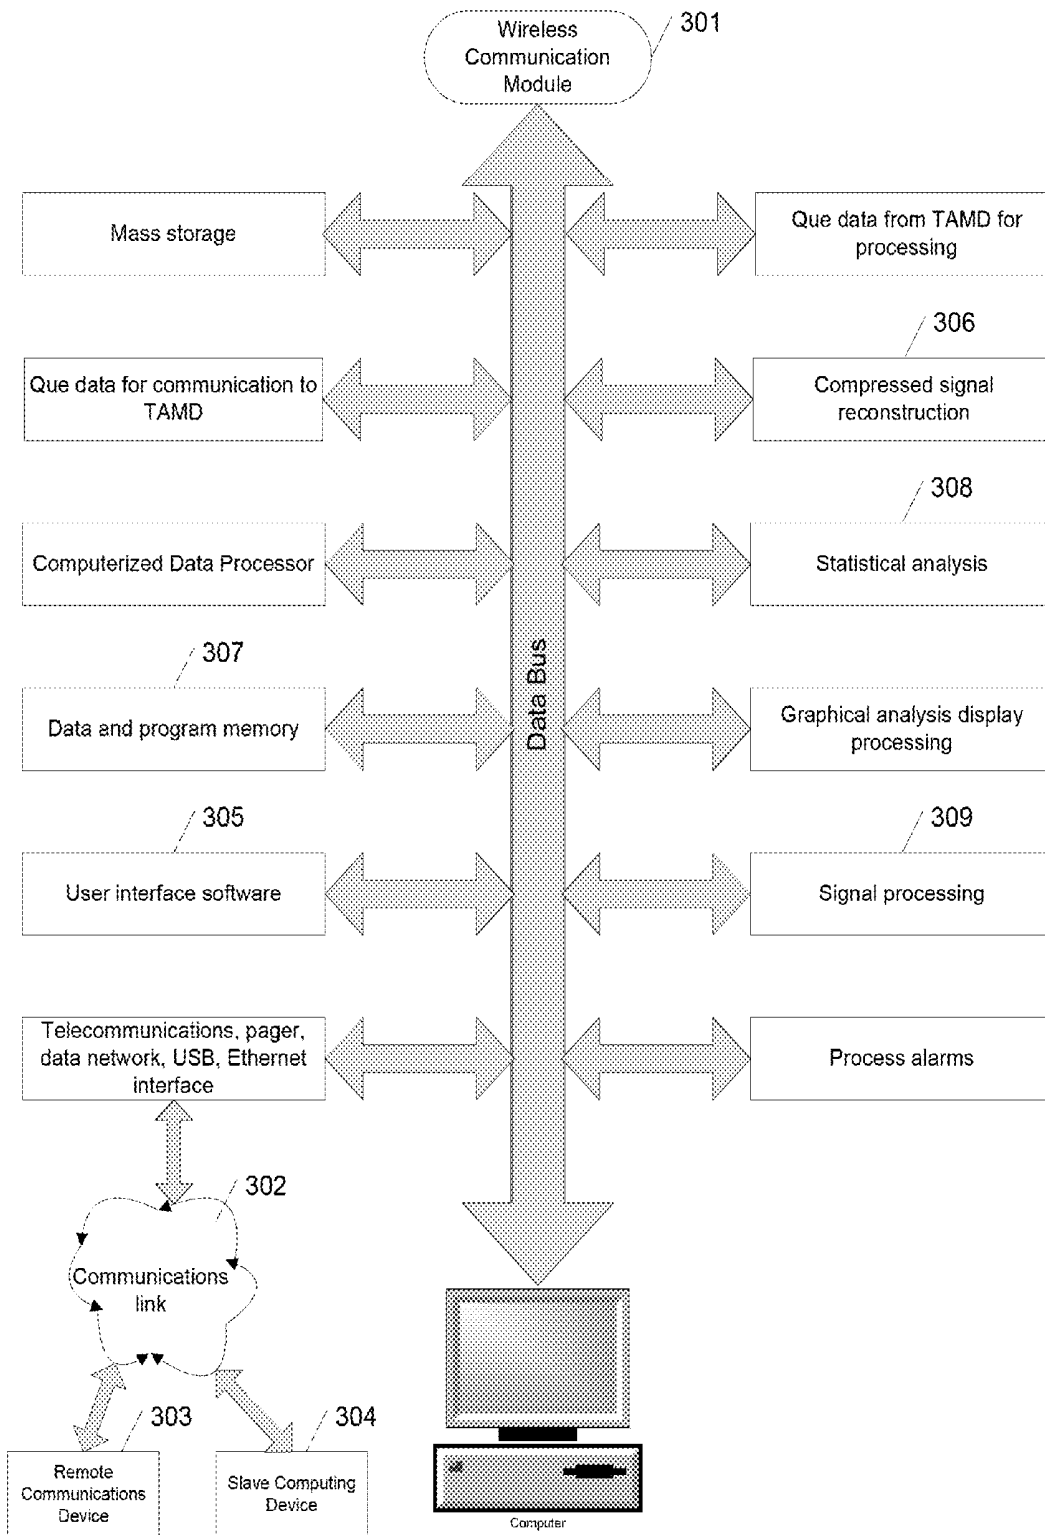 301
Wireless
Communication
Module
Mass storage
Que data from TAMD for
processing
306
Que data for communication to
TAMD
Compressed signal
reconstruction
308
Computerized Data Processor
Statistical analysis
307
Data Bus
Data and program memory
Graphical analysis display
processing
305
309
User interface software
Signal processing
Telecommunications, pager,
data network, USB, Ethernet
interface
Process alarms
302
Communications
link
303
304
Remote
Communications
Device
Slave Computing
Device
Computer